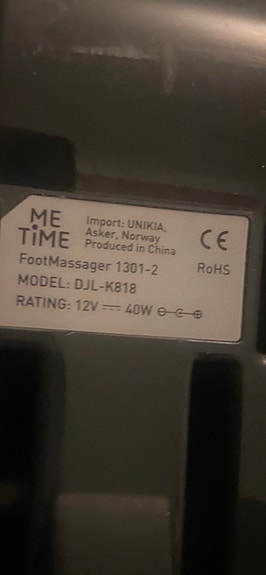 ME TiME
Import: UNIKIA,
Asker, Norway
Produced in China
CE
FootMassager 1301-2
RoHS
MODEL: DJL-K818
RATING: 12V ⎓ 40W